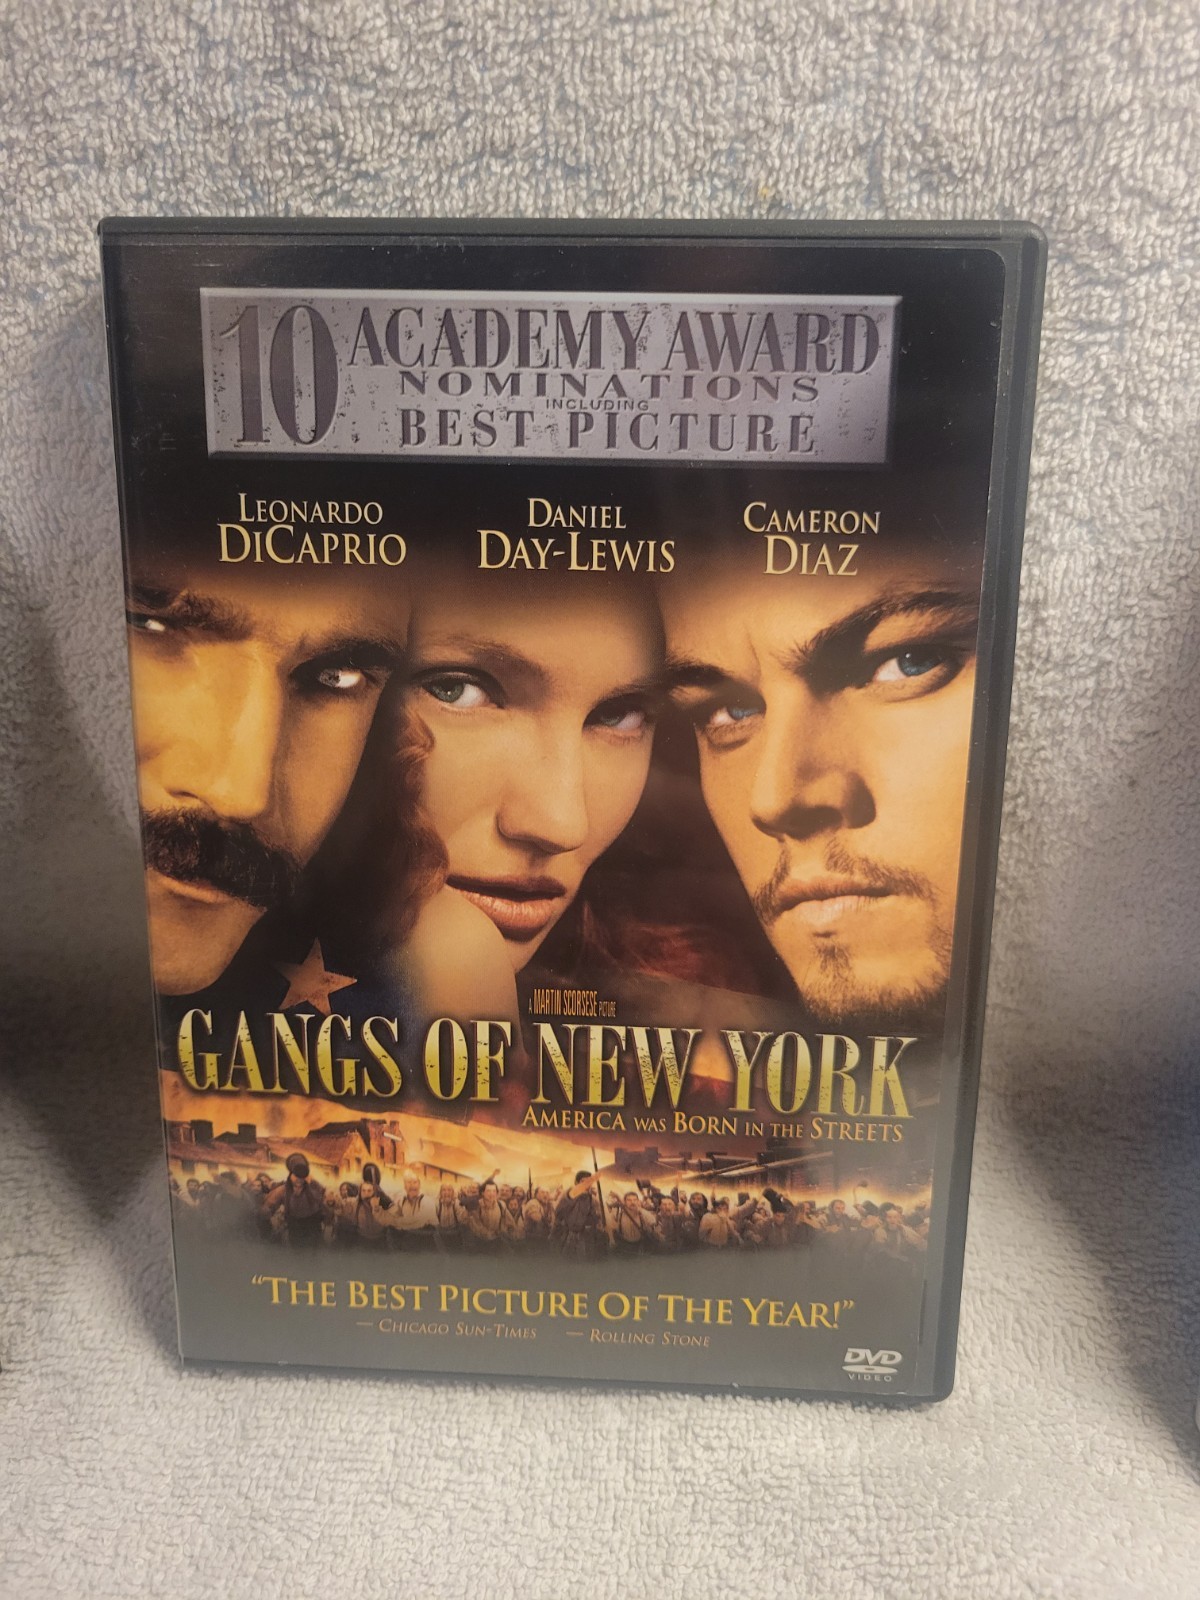 10 ACADEMY AWARD
NOMINATIONS
INCLUDING
BEST PICTURE
LEONARDO
DICAPRIO
DANIEL
DAY-LEWIS
CAMERON
DIAZ
A MARTIN SCORSESE PICTURE
GANGS OF NEW YORK
AMERICA WAS BORN IN THE STREETS
“THE BEST PICTURE OF THE YEAR!”
— CHICAGO SUN-TIMES — ROLLING STONE
DVD
VIDEO